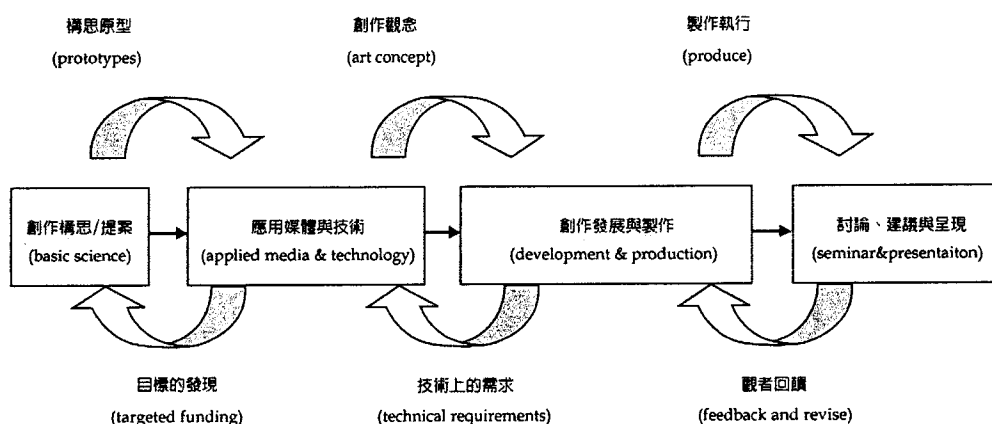 構思原型
(prototypes)
創作觀念
(art concept)
製作執行
(produce)
創作構思/提案
(basic science)
應用媒體與技術
(applied media & technology)
創作發展與製作
(development & production)
討論、建議與呈現
(seminar&presentaiton)
目標的發現
(targeted funding)
技術上的需求
(technical requirements)
觀者回饋
(feedback and revise)